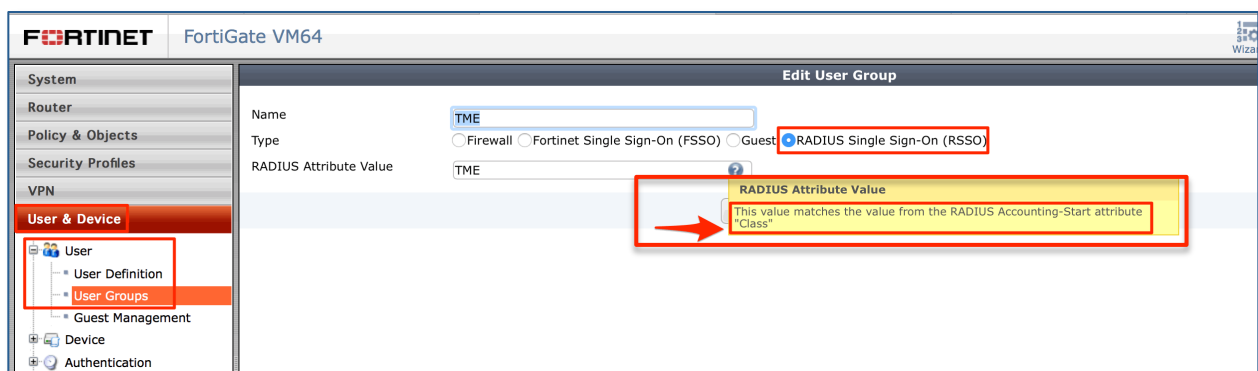 FORTINET FortiGate VM64
Wizar
System
Router
Policy & Objects
Security Profiles
VPN
User & Device
User
User Definition
User Groups
Guest Management
Device
Authentication
Edit User Group
Name TME
Type Firewall Fortinet Single Sign-On (FSSO) Guest RADIUS Single Sign-On (RSSO)
RADIUS Attribute Value TME
RADIUS Attribute Value
This value matches the value from the RADIUS Accounting-Start attribute
"Class"